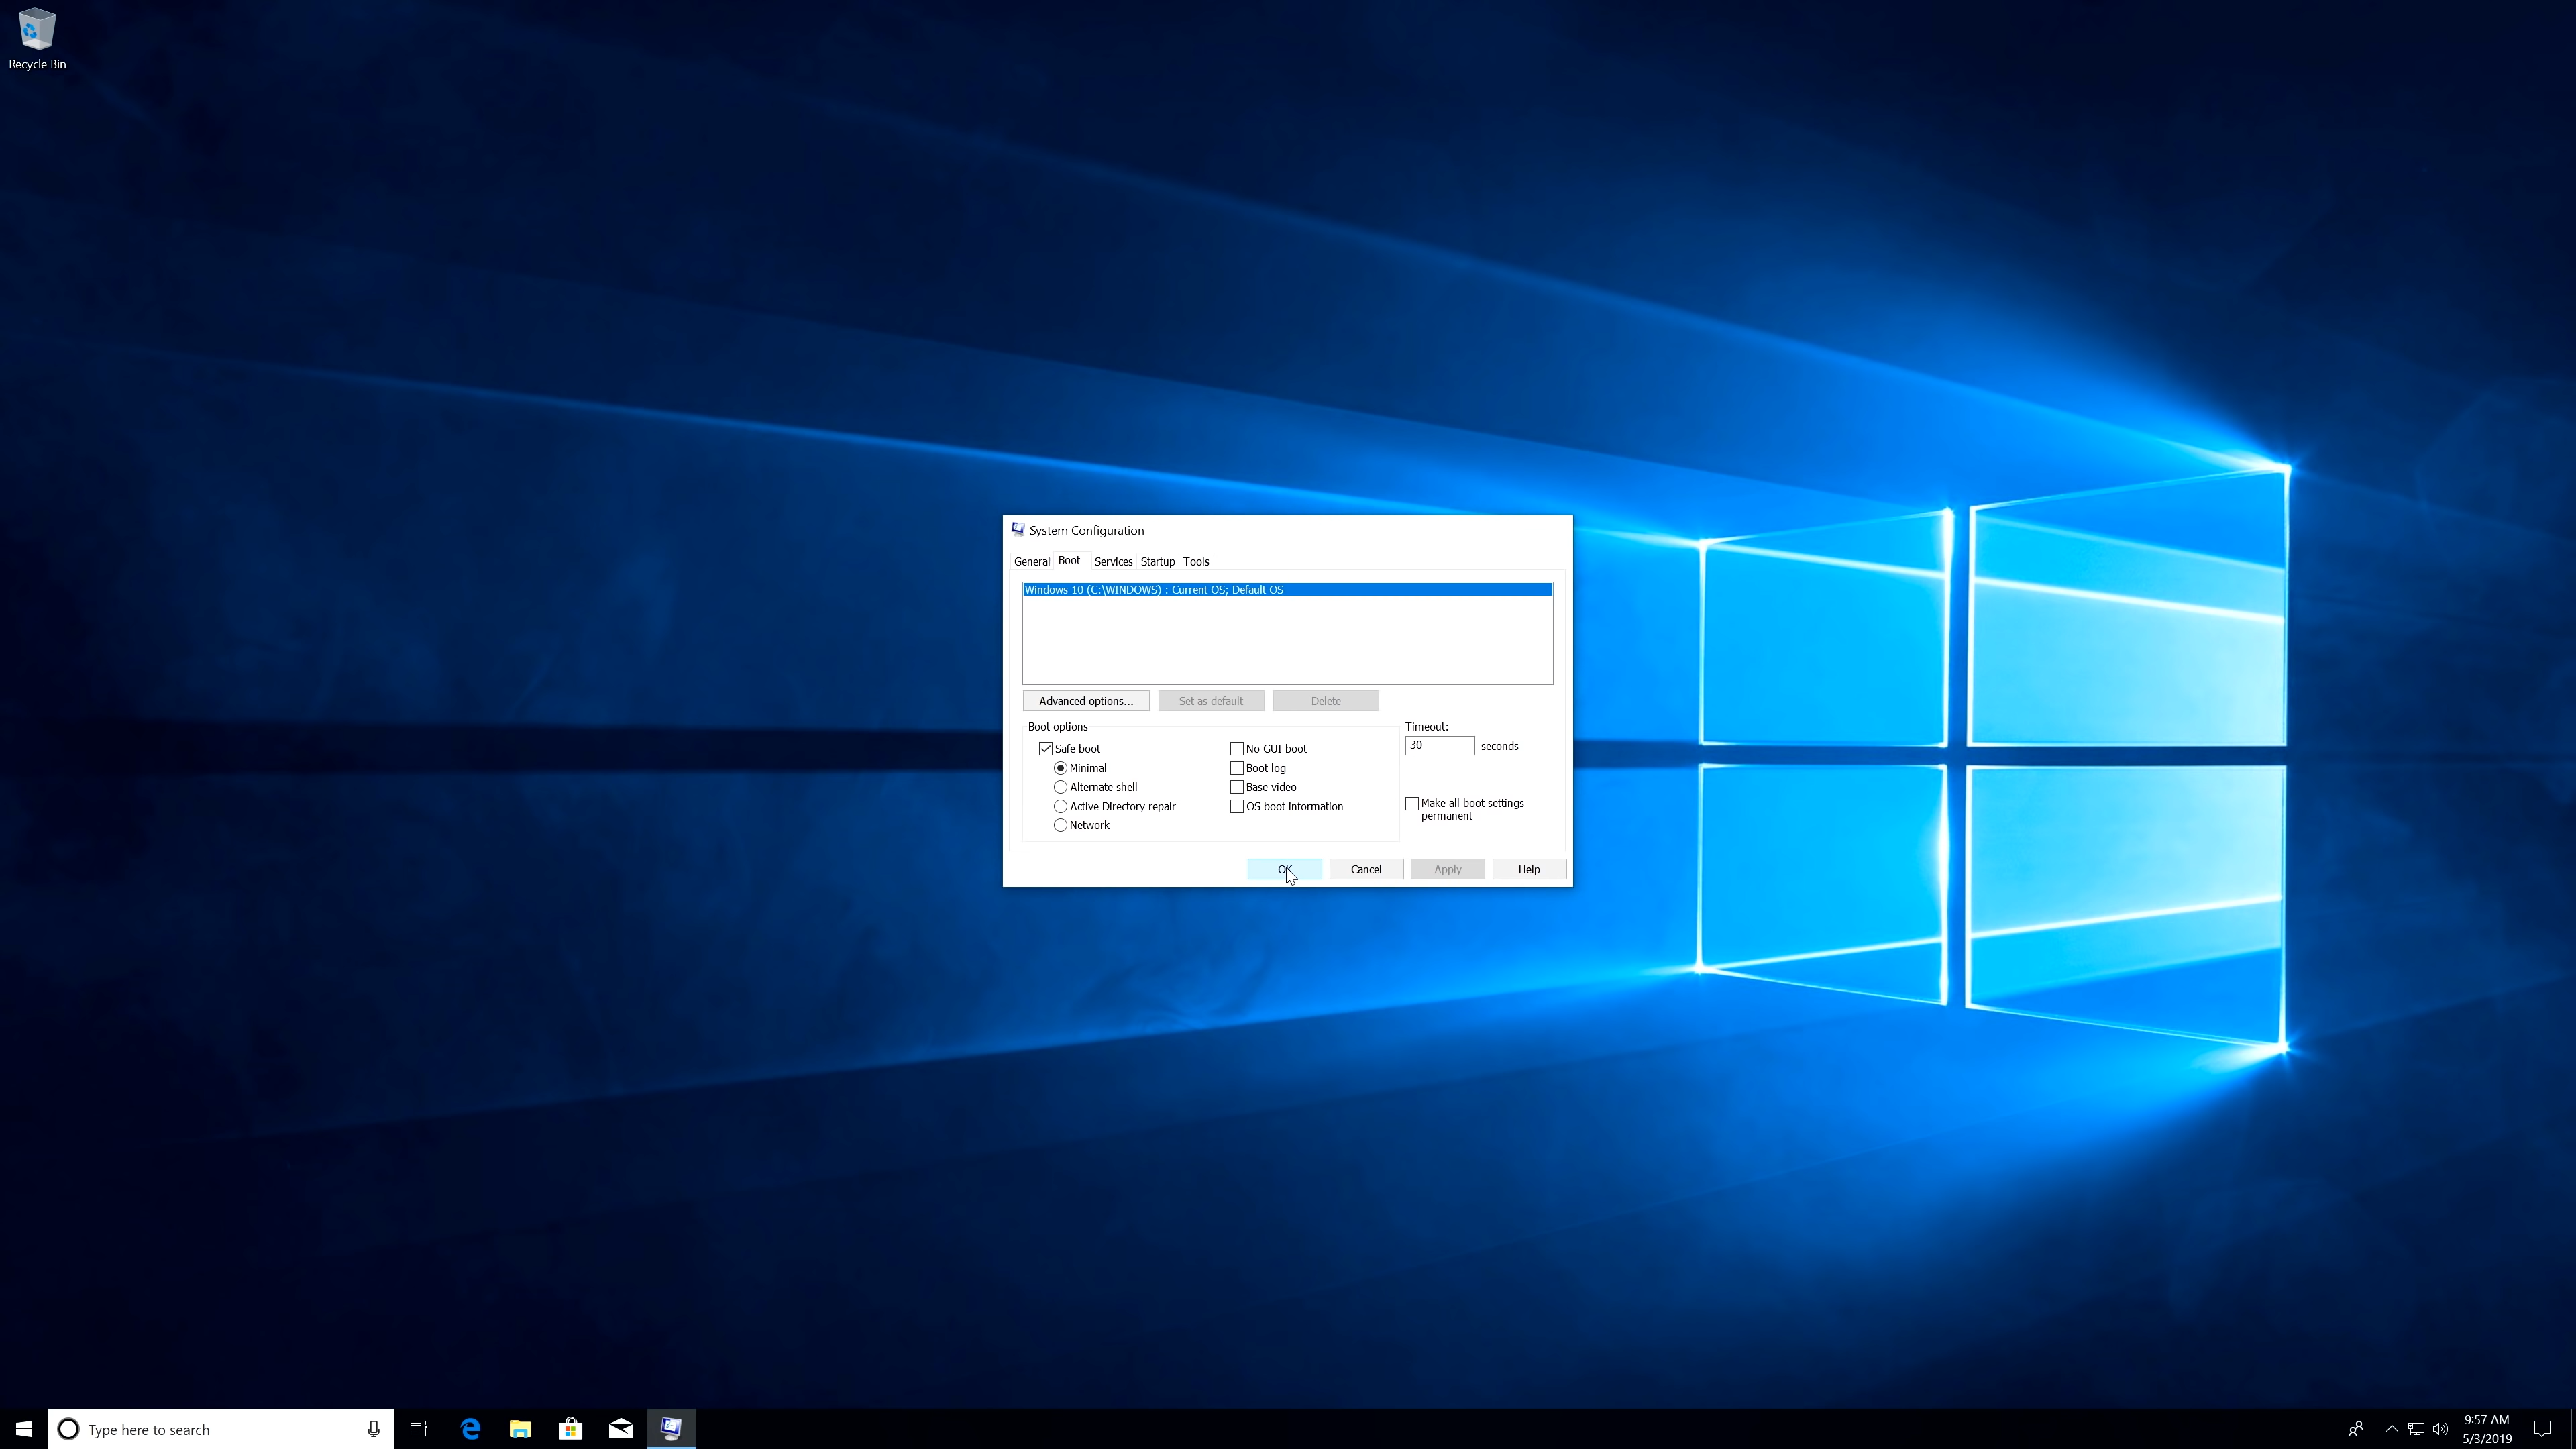 Recycle Bin
System Configuration
General Boot Services Startup Tools
Windows 10 (C:\WINDOWS) : Current OS; Default OS
Advanced options... Set as default Delete
Boot options
Safe boot
Minimal
Alternate shell
Active Directory repair
Network
No GUI boot
Boot log
Base video
OS boot information
Timeout:
30 seconds
Make all boot settings
permanent
OK Cancel Apply Help
Type here to search
9:57 AM
5/3/2019